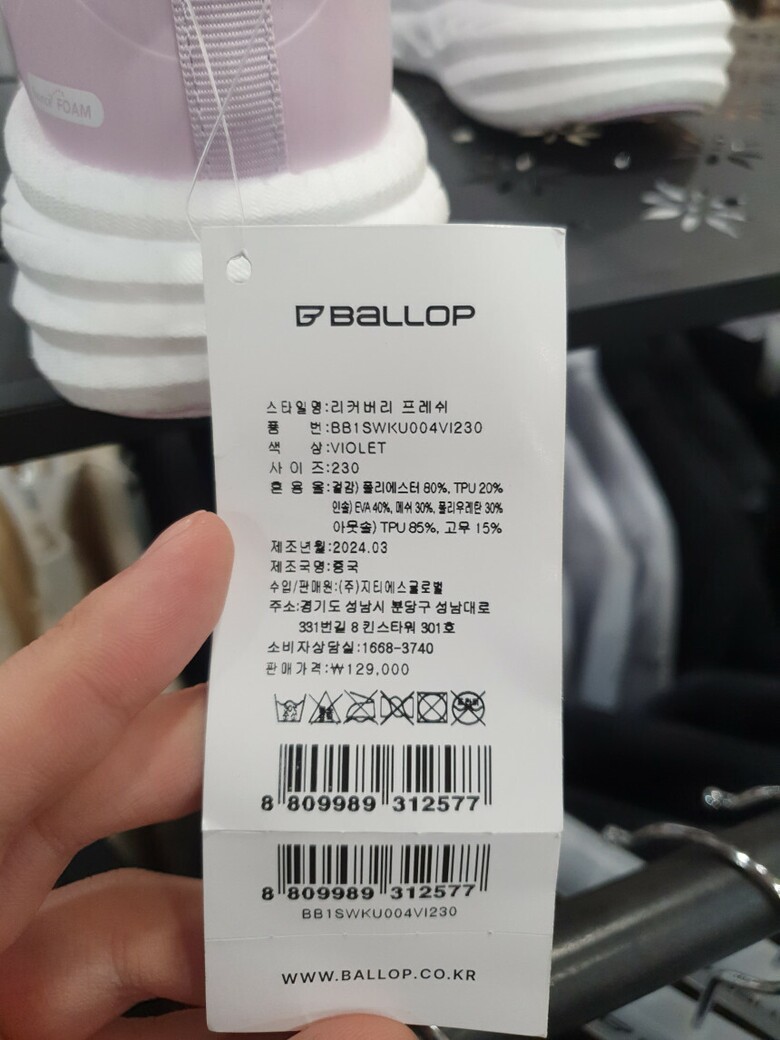 FOAM
BALLOP
스타일명:리커버리 프레쉬
품 번:BB1SWKU004VI230
색 상:VIOLET
사 이 즈:230
혼 용 율:겉감) 폴리에스터 80%, TPU 20%
인솔) EVA 40%, 메쉬 30%, 폴리우레탄 30%
아웃솔) TPU 85%, 고무 15%
제조년월:2024.03
제조국명:중국
수입/판매원:(주)지티에스글로벌
주소:경기도 성남시 분당구 성남대로
331번길 8 킨스타워 301호
소비자상담실:1668-3740
판매가격:₩129,000
8 809989 312577
8 809989 312577
BB1SWKU004VI230
WWW.BALLOP.CO.KR